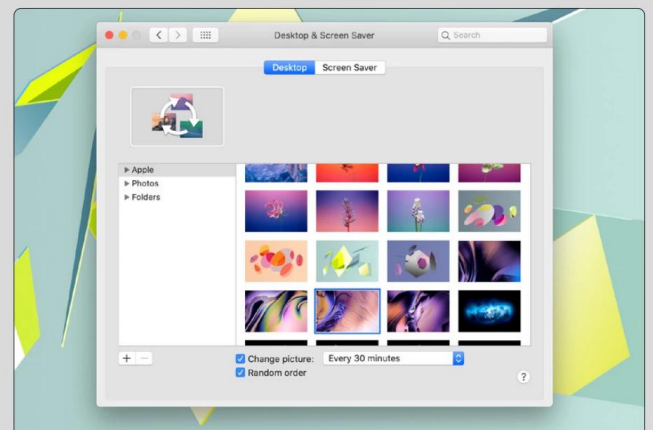 Desktop & Screen Saver
Search
Desktop Screen Saver
Apple
Photos
Folders
+ −
Change picture: Every 30 minutes
Random order
?